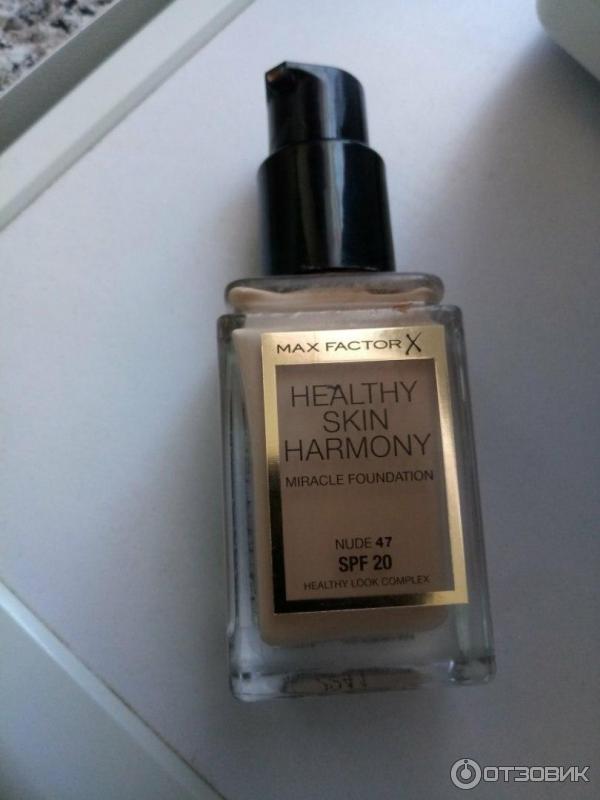 MAX FACTOR X
HEALTHY
SKIN
HARMONY
MIRACLE FOUNDATION
NUDE 47
SPF 20
HEALTHY LOOK COMPLEX
ОТЗОВИК